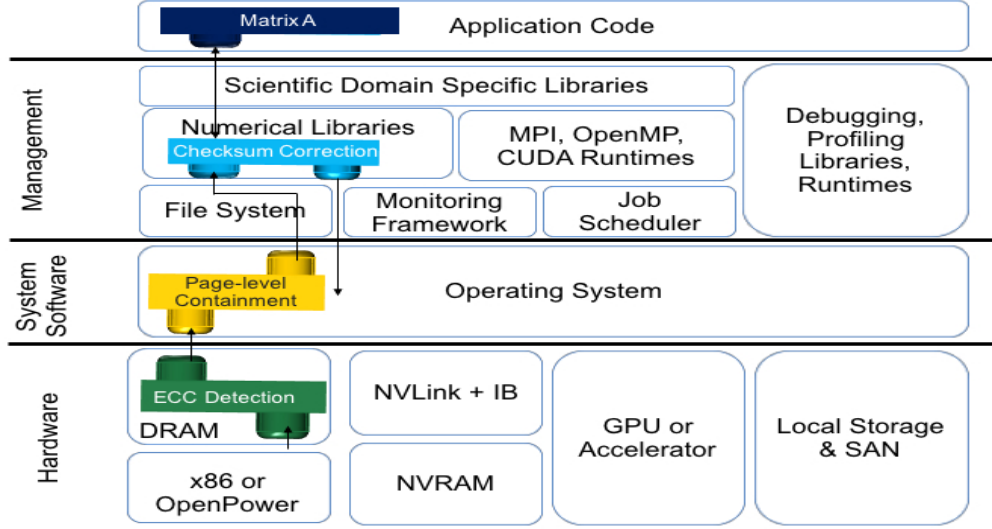 Matrix A
Application Code
Management
Scientific Domain Specific Libraries
Numerical Libraries
Checksum Correction
MPI, OpenMP,
CUDA Runtimes
Debugging,
Profiling
Libraries,
Runtimes
File System
Monitoring
Framework
Job
Scheduler
System
Software
Page-level
Containment
Operating System
Hardware
ECC Detection
DRAM
NVLink + IB
GPU or
Accelerator
Local Storage
& SAN
x86 or
OpenPower
NVRAM